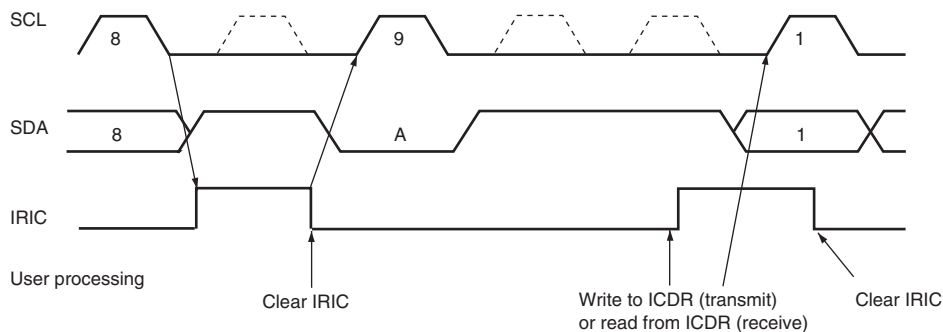 SCL
8
9
1
SDA
8
A
1
IRIC
User processing
Clear IRIC
Write to ICDR (transmit)
or read from ICDR (receive)
Clear IRIC